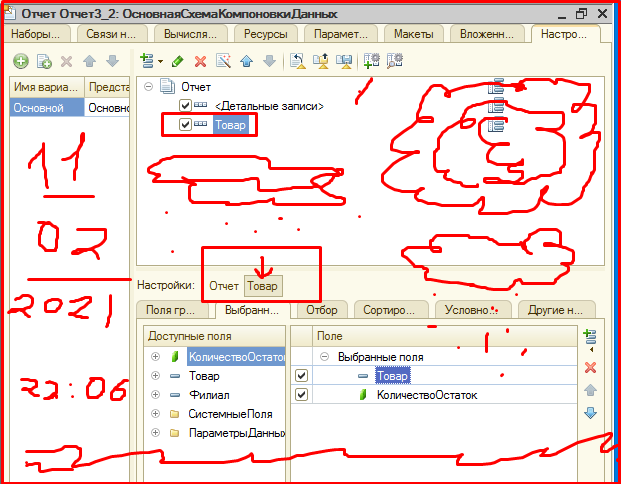 Отчет Отчет3_2: ОсновнаяСхемаКомпоновкиДанных
Наборы... Связи н... Вычисля... Ресурсы Парамет... Макеты Вложенн... Настро...
Имя вариа... Предста
Основной Основно
Отчет
<Детальные записи>
Товар
11
02
2021
22:06
Настройки: Отчет Товар
Поля гр... Выбранн... Отбор Сортиро... Условно... Другие н...
Доступные поля
КоличествоОстаток
Товар
Филиал
СистемныеПоля
ПараметрыДанных
Поле
Выбранные поля
Товар
КоличествоОстаток